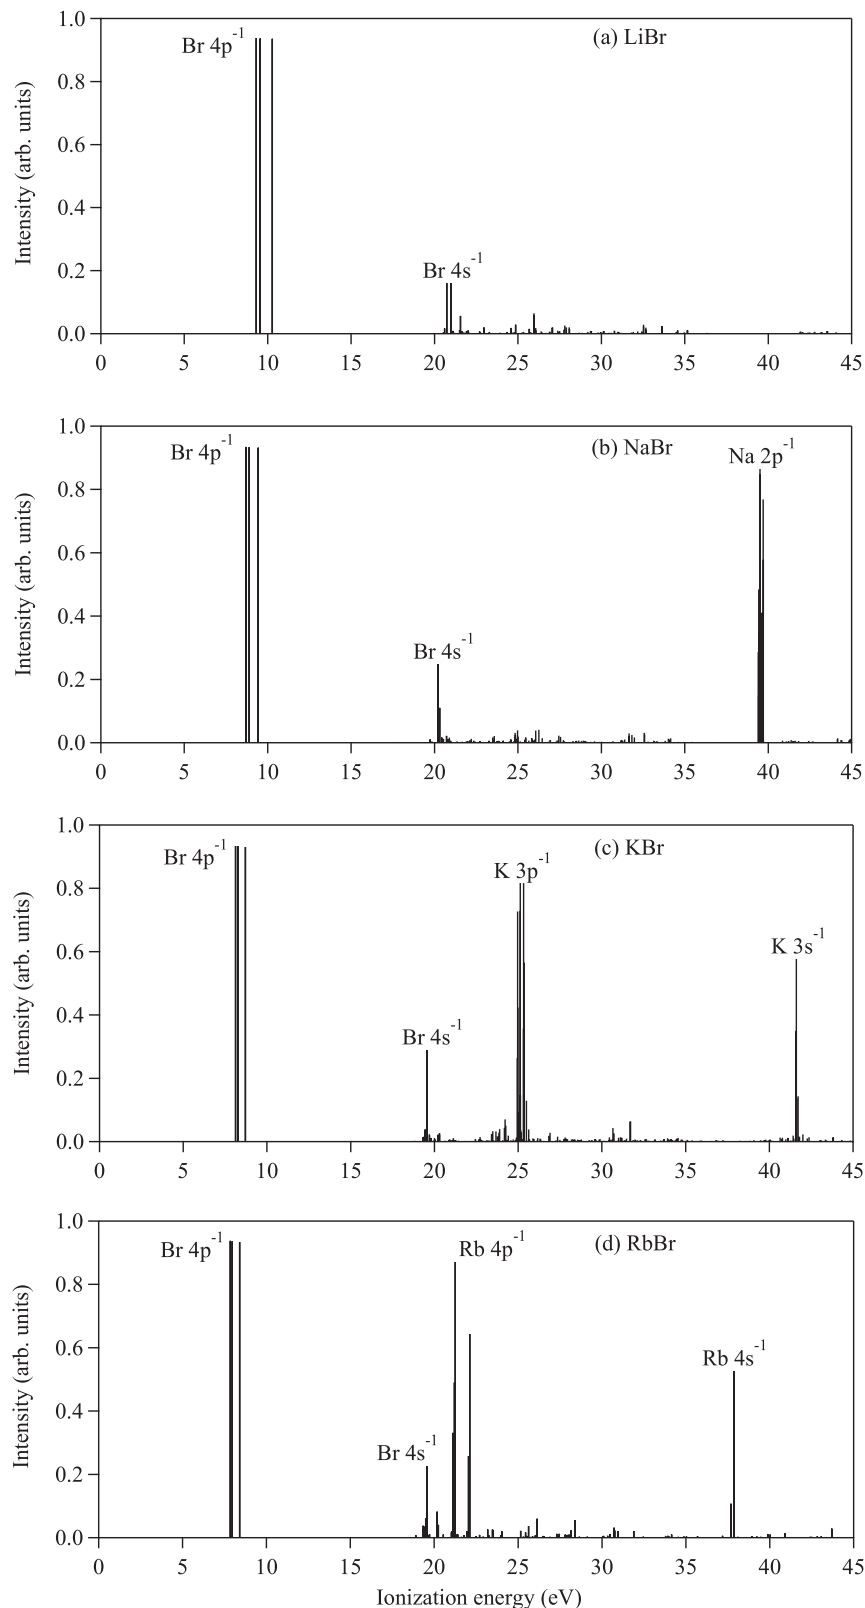 (a) LiBr
Br 4p⁻¹
Br 4s⁻¹
Intensity (arb. units)
1.0
0.8
0.6
0.4
0.2
0.0
0 5 10 15 20 25 30 35 40 45
(b) NaBr
Br 4p⁻¹
Na 2p⁻¹
Br 4s⁻¹
Intensity (arb. units)
1.0
0.8
0.6
0.4
0.2
0.0
0 5 10 15 20 25 30 35 40 45
(c) KBr
Br 4p⁻¹
K 3p⁻¹
K 3s⁻¹
Br 4s⁻¹
Intensity (arb. units)
1.0
0.8
0.6
0.4
0.2
0.0
0 5 10 15 20 25 30 35 40 45
(d) RbBr
Br 4p⁻¹
Rb 4p⁻¹
Rb 4s⁻¹
Br 4s⁻¹
Intensity (arb. units)
1.0
0.8
0.6
0.4
0.2
0.0
0 5 10 15 20 25 30 35 40 45
Ionization energy (eV)